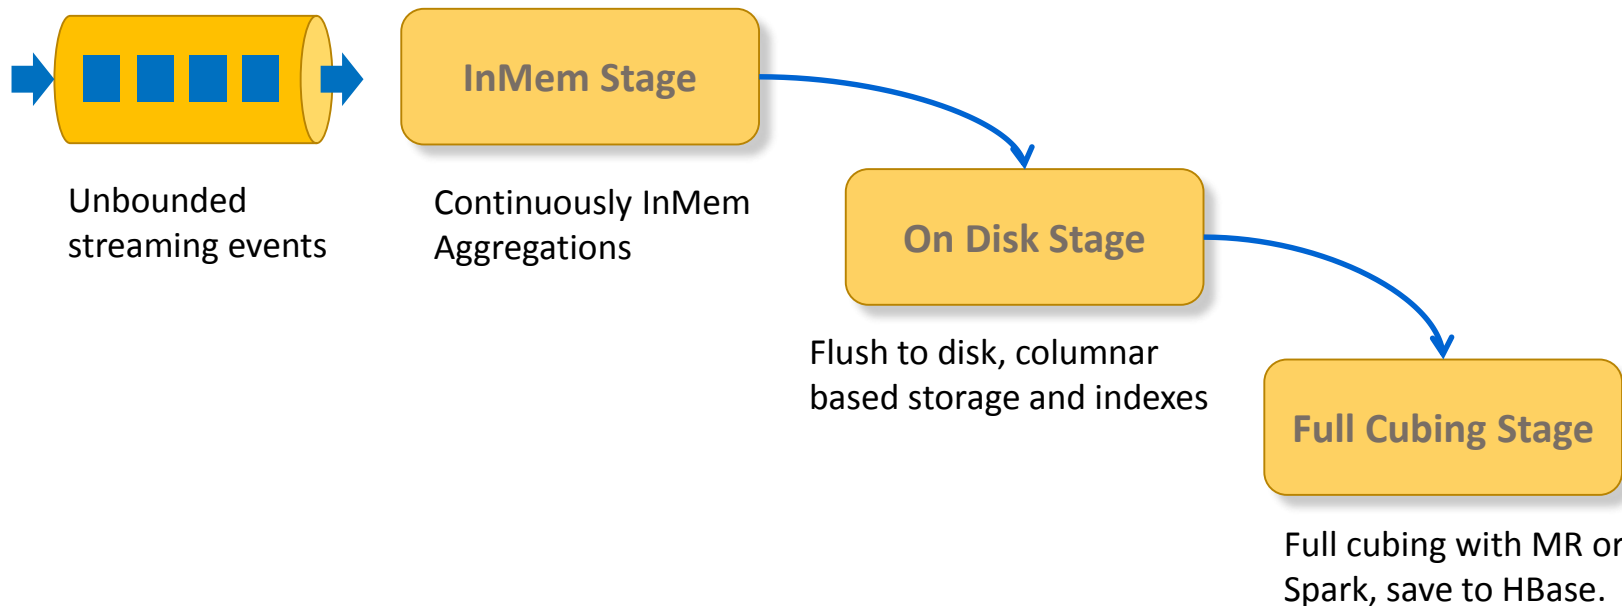 InMem Stage
Unbounded
streaming events
Continuously InMem
Aggregations
On Disk Stage
Flush to disk, columnar
based storage and indexes
Full Cubing Stage
Full cubing with MR or
Spark, save to HBase.